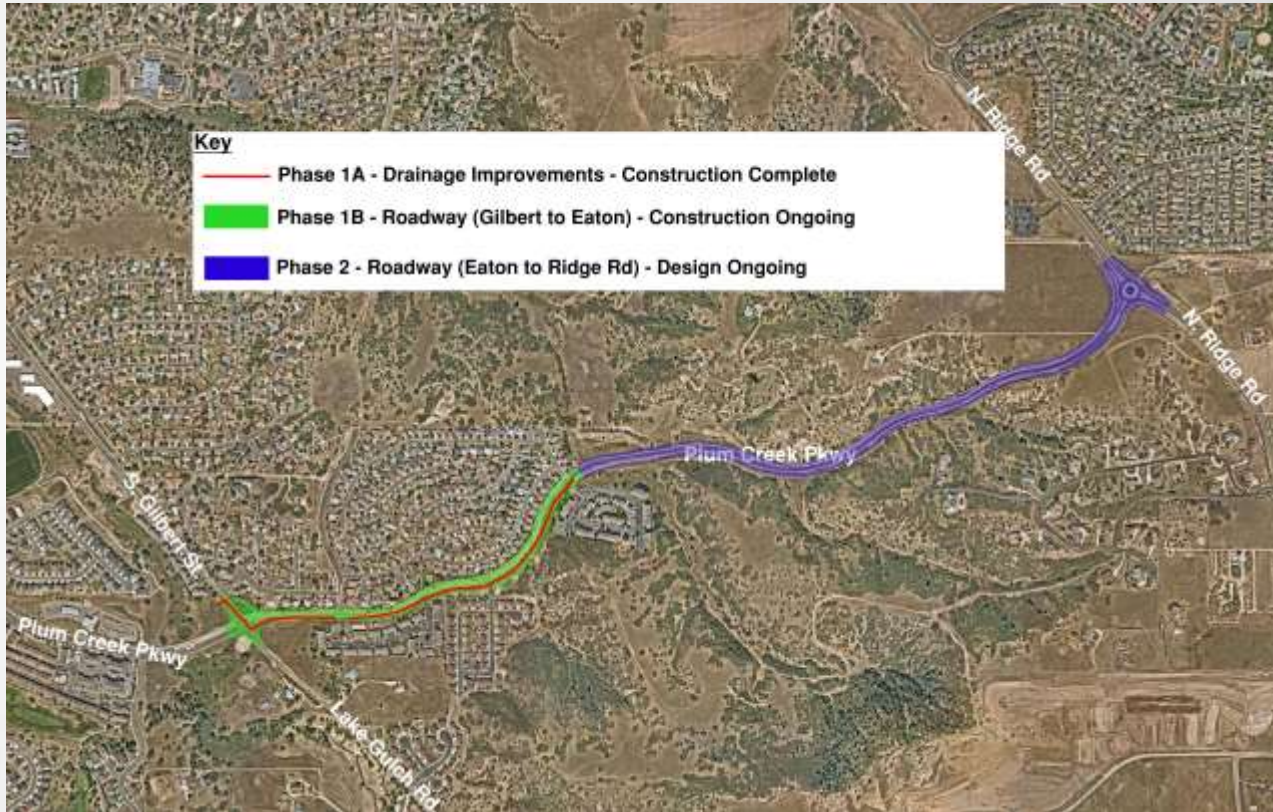 Key
Phase 1A - Drainage Improvements - Construction Complete
Phase 1B - Roadway (Gilbert to Eaton) - Construction Ongoing
Phase 2 - Roadway (Eaton to Ridge Rd) - Design Ongoing
N. Ridge Rd
N. Ridge Rd
Plum Creek Pkwy
S. Gilbert St
Plum Creek Pkwy
Lake Gulch Rd